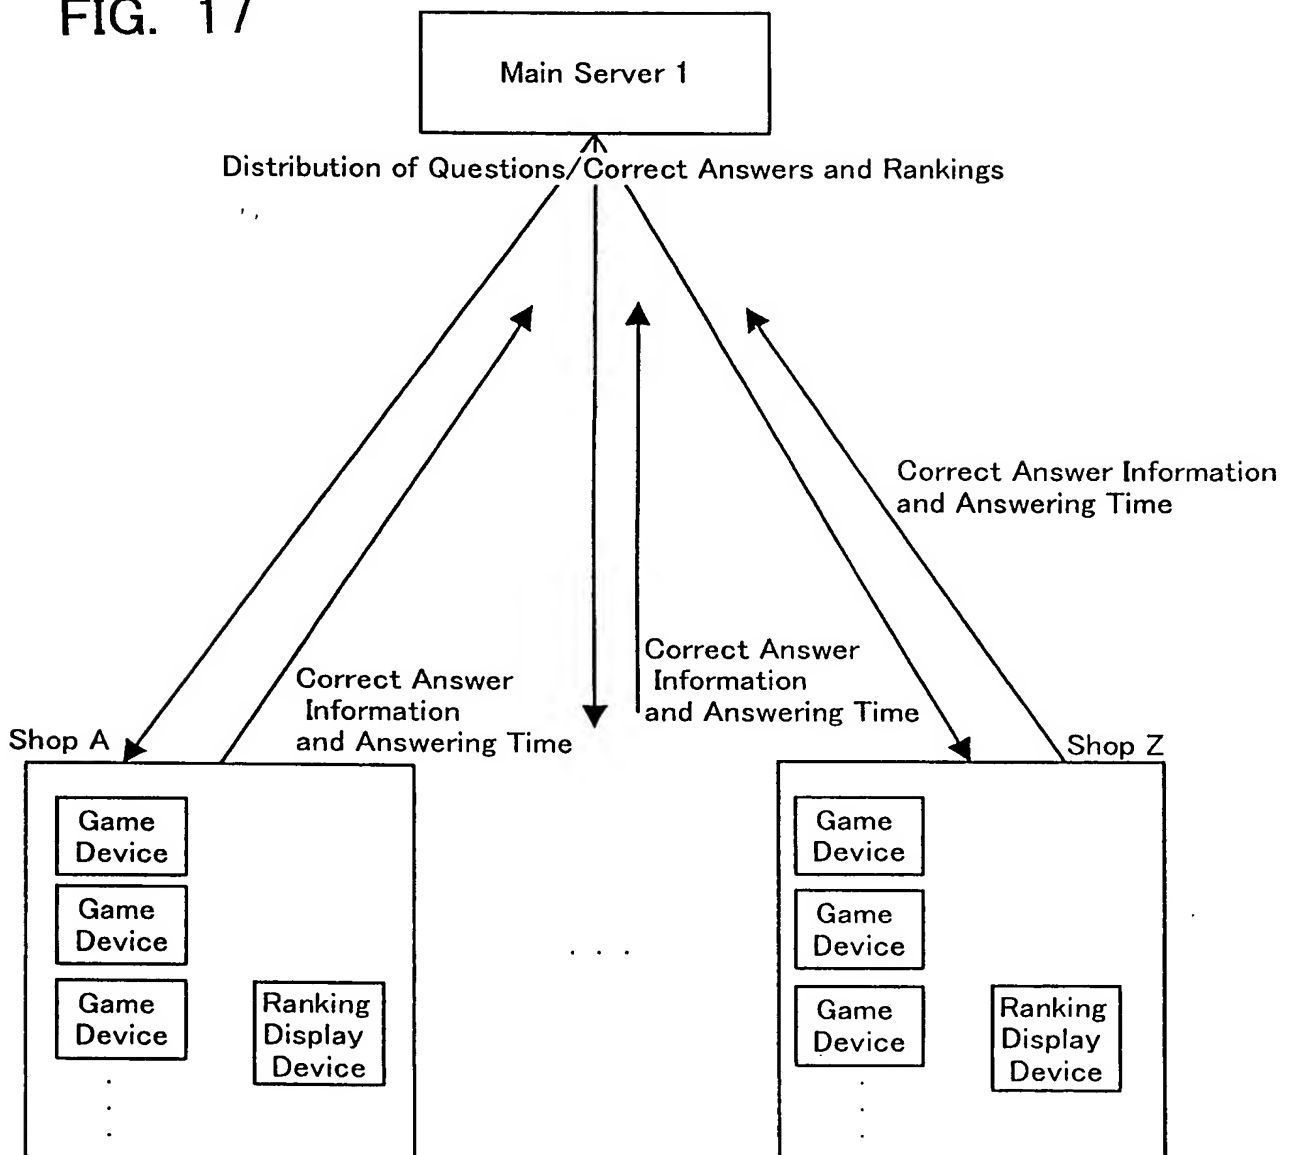 FIG. 17
Main Server 1
Distribution of Questions/Correct Answers and Rankings
Correct Answer Information
and Answering Time
Correct Answer
Information
and Answering Time
Correct Answer
Information
and Answering Time
Shop A
Game
Device
Game
Device
Game
Device
Ranking
Display
Device
. . .
Shop Z
Game
Device
Game
Device
Game
Device
Ranking
Display
Device